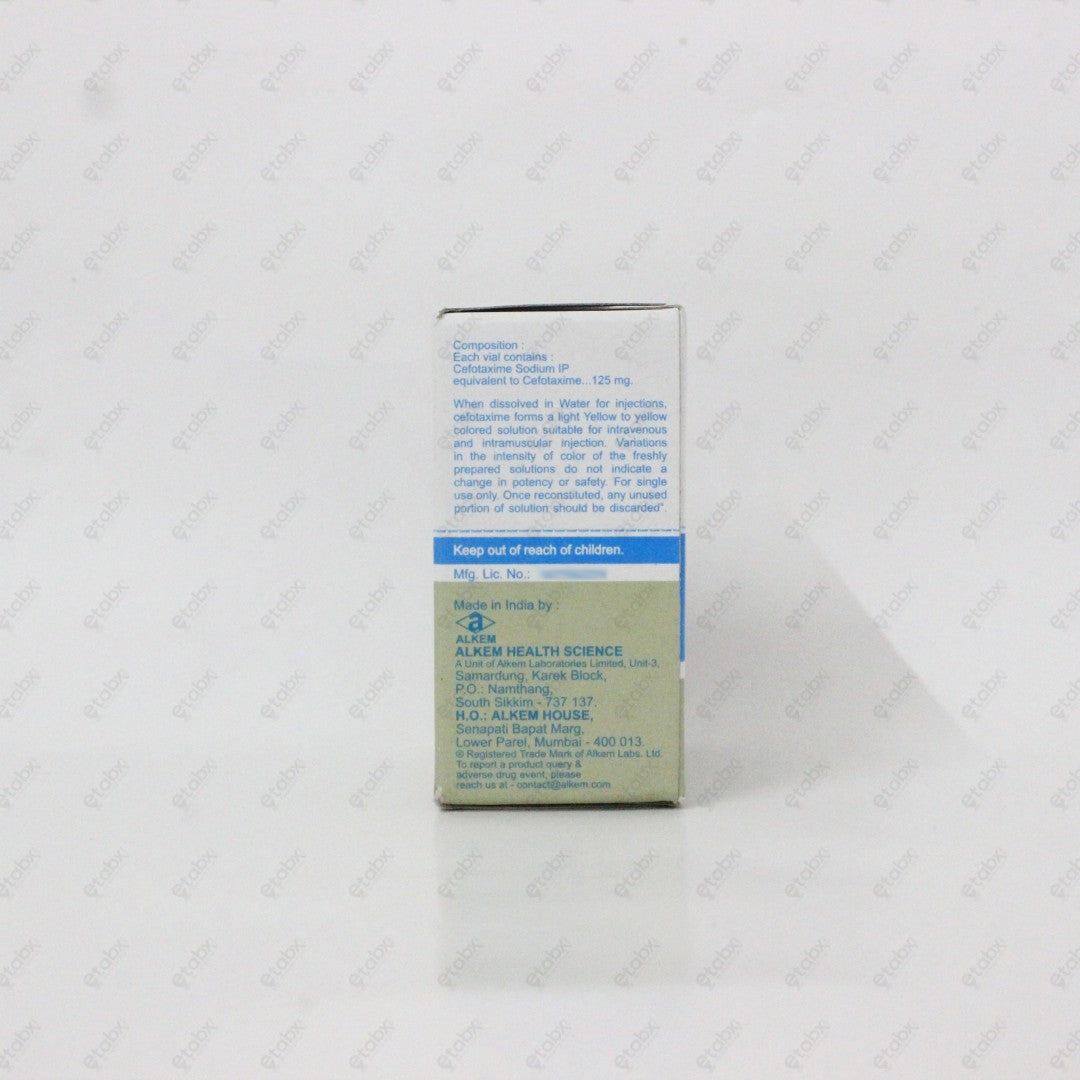 Composition :
Each vial contains :
Cefotaxime Sodium IP
equivalent to Cefotaxime...125 mg.
When dissolved in Water for injections,
cefotaxime forms a light Yellow to yellow
colored solution suitable for intravenous
and intramuscular injection. Variations
in the intensity of color of the freshly
prepared solutions do not indicate a
change in potency or safety. For single
use only. Once reconstituted, any unused
portion of solution should be discarded".
Keep out of reach of children.
Mfg. Lic. No.:
Made in India by :
a
ALKEM
ALKEM HEALTH SCIENCE
A Unit of Alkem Laboratories Limited, Unit-3,
Samardung, Karek Block,
P.O.: Namthang,
South Sikkim - 737 137.
H.O.: ALKEM HOUSE,
Senapati Bapat Marg,
Lower Parel, Mumbai - 400 013.
® Registered Trade Mark of Alkem Labs. Ltd.
To report a product query &
adverse drug event, please
reach us at - contact@alkem.com